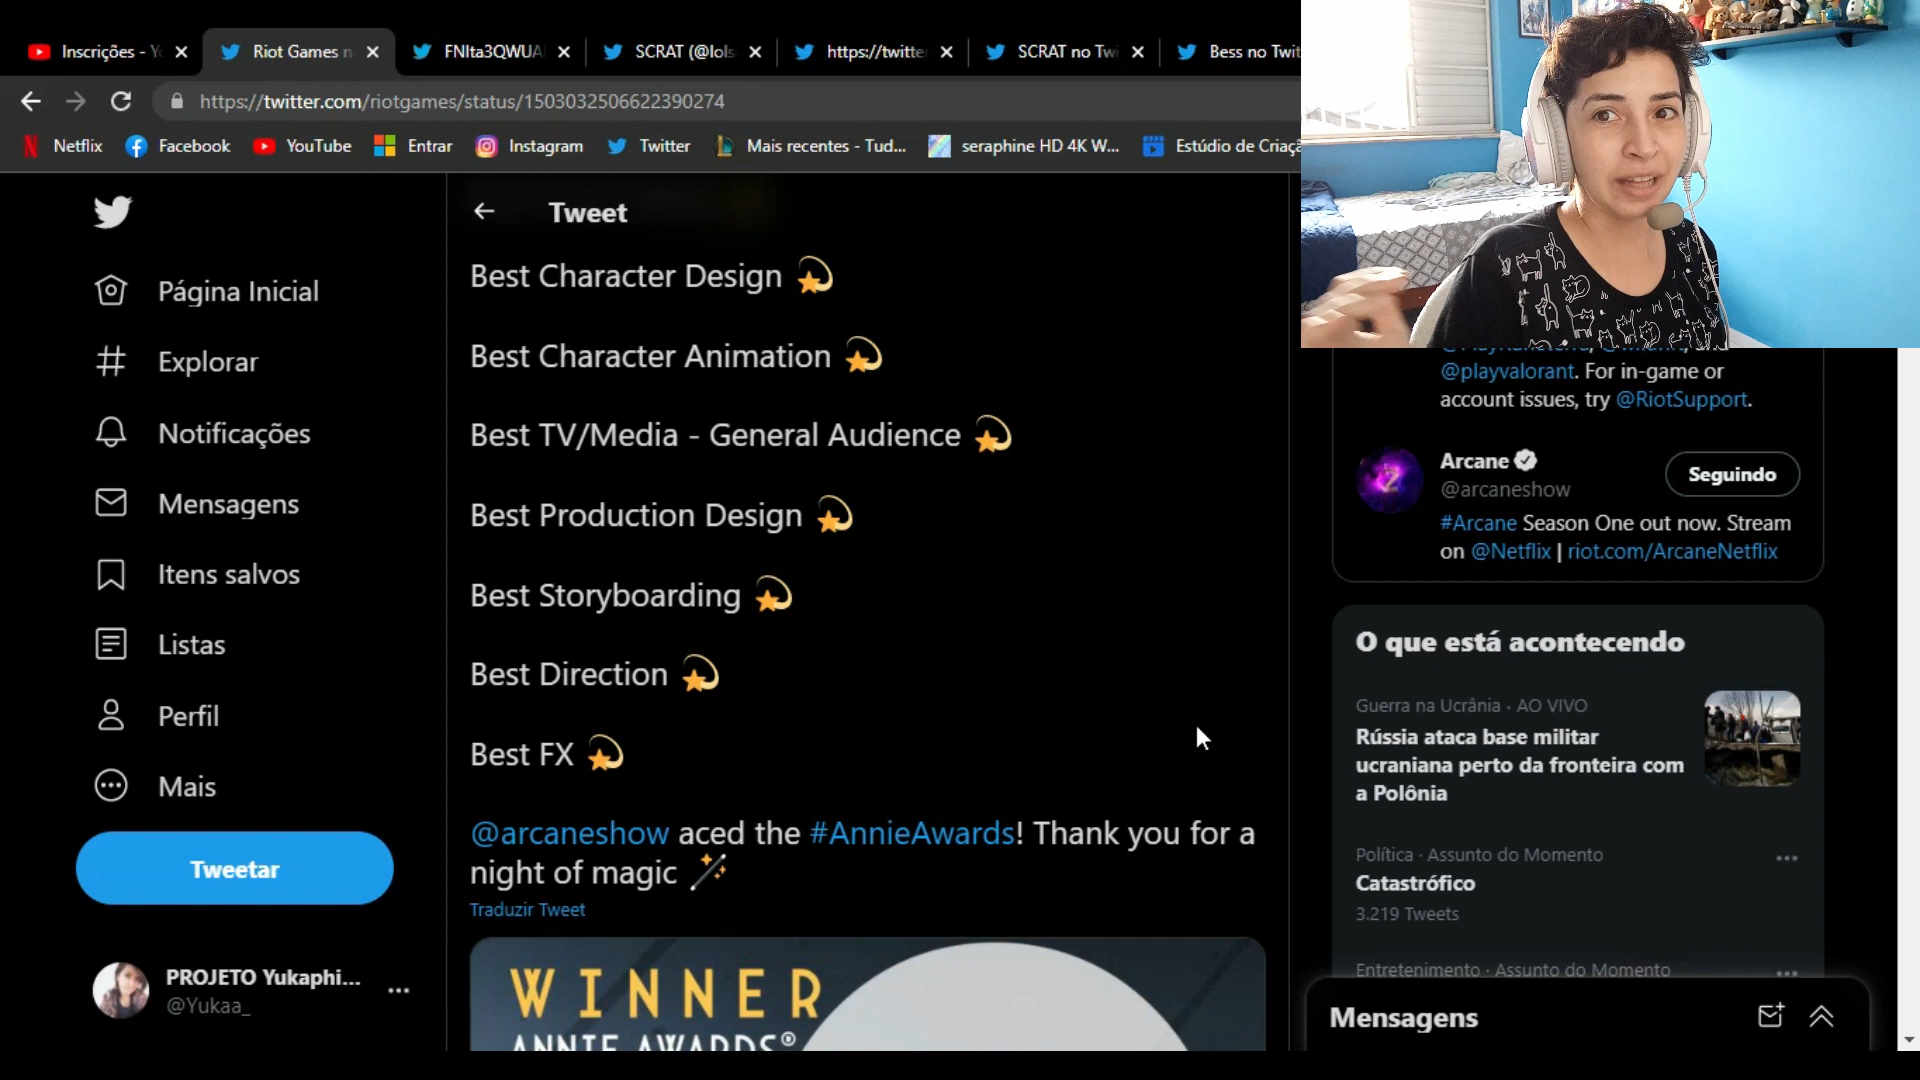 Inscrições - Y
Riot Games n
FNIta3QWUA
SCRAT (@lols
https://twitte
SCRAT no Tw
Bess no Twit
https://twitter.com/riotgames/status/1503032506622390274
Netflix
Facebook
YouTube
Entrar
Instagram
Twitter
Mais recentes - Tud...
seraphine HD 4K W...
Estúdio de Criaçã
Página Inicial
Explorar
Notificações
Mensagens
Itens salvos
Listas
Perfil
Mais
Tweetar
PROJETO Yukaphi...
@Yukaa_
Tweet
Best Character Design
Best Character Animation
Best TV/Media - General Audience
Best Production Design
Best Storyboarding
Best Direction
Best FX
@arcaneshow aced the #AnnieAwards! Thank you for a
night of magic
Traduzir Tweet
WINNER
ANNIE AWARDS®
@playvalorant. For in-game or
account issues, try @RiotSupport.
Arcane
@arcaneshow
Seguindo
#Arcane Season One out now. Stream
on @Netflix | riot.com/ArcaneNetflix
O que está acontecendo
Guerra na Ucrânia · AO VIVO
Rússia ataca base militar
ucraniana perto da fronteira com
a Polônia
Política · Assunto do Momento
Catastrófico
3.219 Tweets
Entretenimento · Assunto do Momento
Mensagens